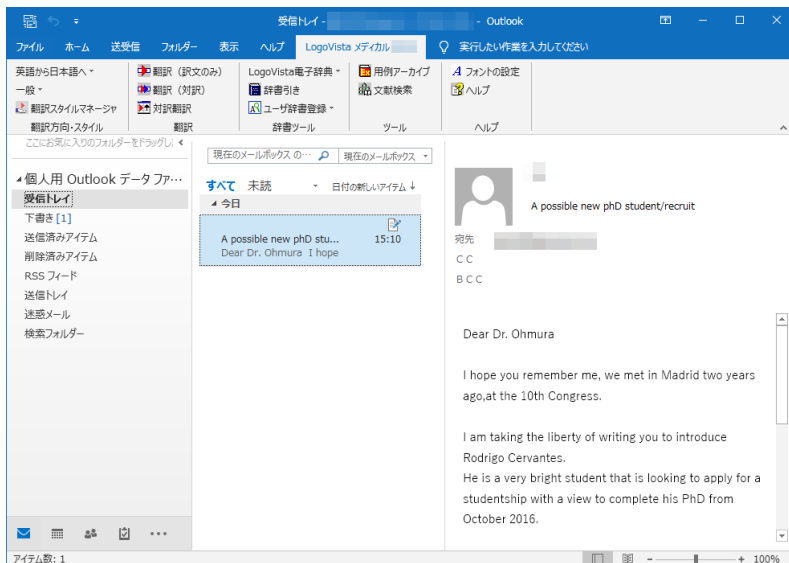 受信トレイ -
- Outlook
ファイル ホーム 送受信 フォルダー 表示 ヘルプ LogoVista メディカル 実行したい作業を入力してください
英語から日本語へ
一般
翻訳スタイルマネージャ
翻訳方向・スタイル
翻訳（訳文のみ）
翻訳（対訳）
対訳翻訳
翻訳
LogoVista電子辞典
辞書引き
ユーザ辞書登録
辞書ツール
用例アーカイブ
文献検索
ツール
A フォントの設定
ヘルプ
ヘルプ
ここにお気に入りのフォルダーをドラッグし
個人用 Outlook データ ファ…
受信トレイ
下書き [1]
送信済みアイテム
削除済みアイテム
RSS フィード
送信トレイ
迷惑メール
検索フォルダー
現在のメールボックス の… 現在のメールボックス
すべて 未読 日付の新しいアイテム ↓
今日
A possible new phD stu... 15:10
Dear Dr. Ohmura I hope
A possible new phD student/recruit
宛先
CC
BCC
Dear Dr. Ohmura
I hope you remember me, we met in Madrid two years
ago,at the 10th Congress.
I am taking the liberty of writing you to introduce
Rodrigo Cervantes.
He is a very bright student that is looking to apply for a
studentship with a view to complete his PhD from
October 2016.
アイテム数: 1
100%